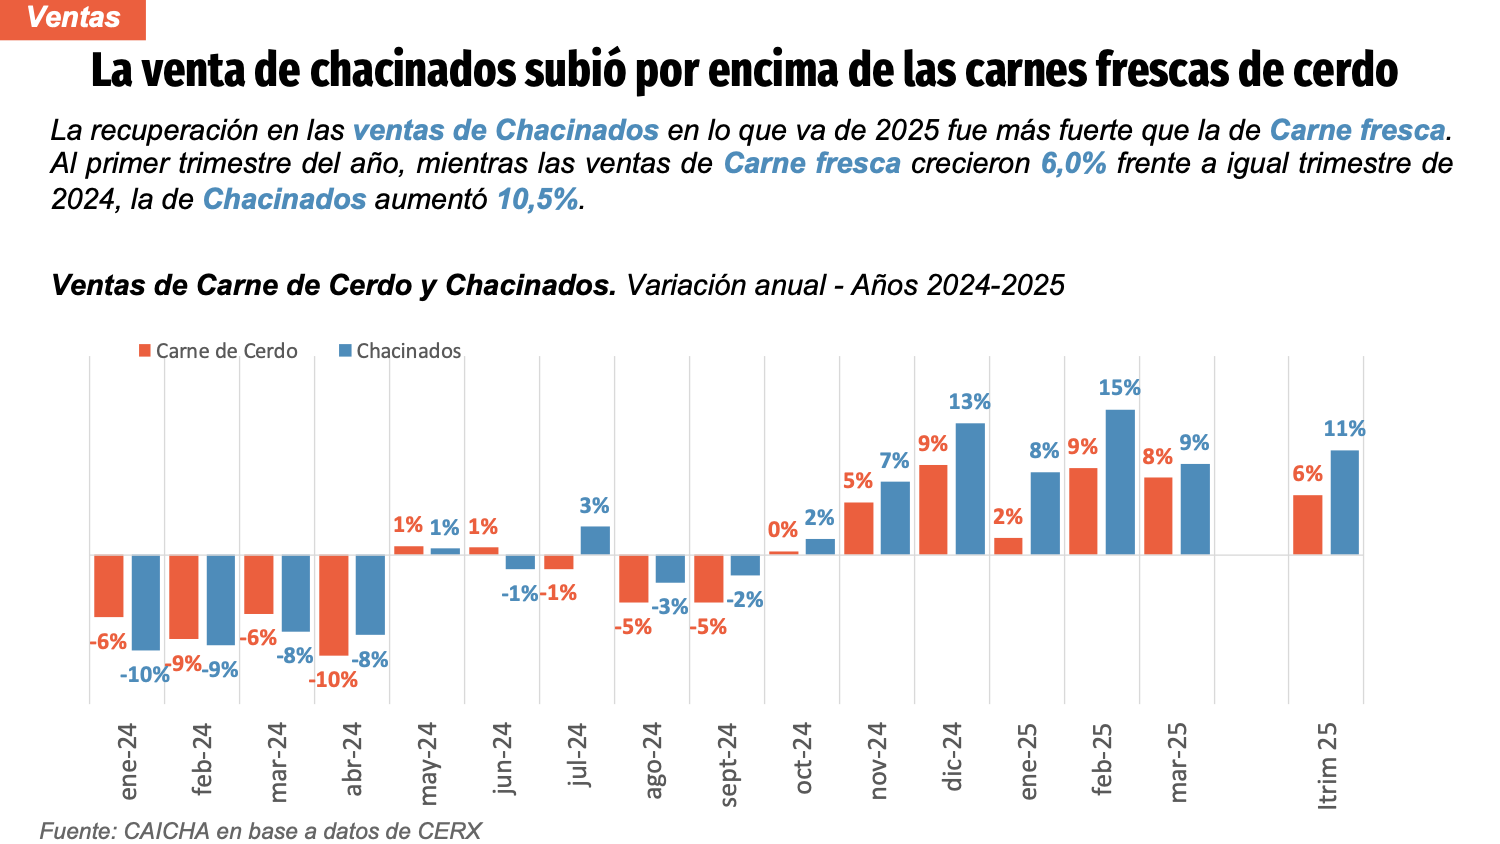 Ventas
La venta de chacinados subió por encima de las carnes frescas de cerdo
La recuperación en las ventas de Chacinados en lo que va de 2025 fue más fuerte que la de Carne fresca.
Al primer trimestre del año, mientras las ventas de Carne fresca crecieron 6,0% frente a igual trimestre de
2024, la de Chacinados aumentó 10,5%.
Ventas de Carne de Cerdo y Chacinados. Variación anual - Años 2024-2025
Carne de Cerdo
Chacinados
-6%
-10%
-9%
-9%
-6%
-8%
-10%
-8%
1%
1%
1%
-1%
-1%
3%
-5%
-3%
-5%
-2%
0%
2%
5%
7%
9%
13%
2%
8%
9%
15%
8%
9%
6%
11%
ene-24
feb-24
mar-24
abr-24
may-24
jun-24
jul-24
ago-24
sept-24
oct-24
nov-24
dic-24
ene-25
feb-25
mar-25
Itrim 25
Fuente: CAICHA en base a datos de CERX